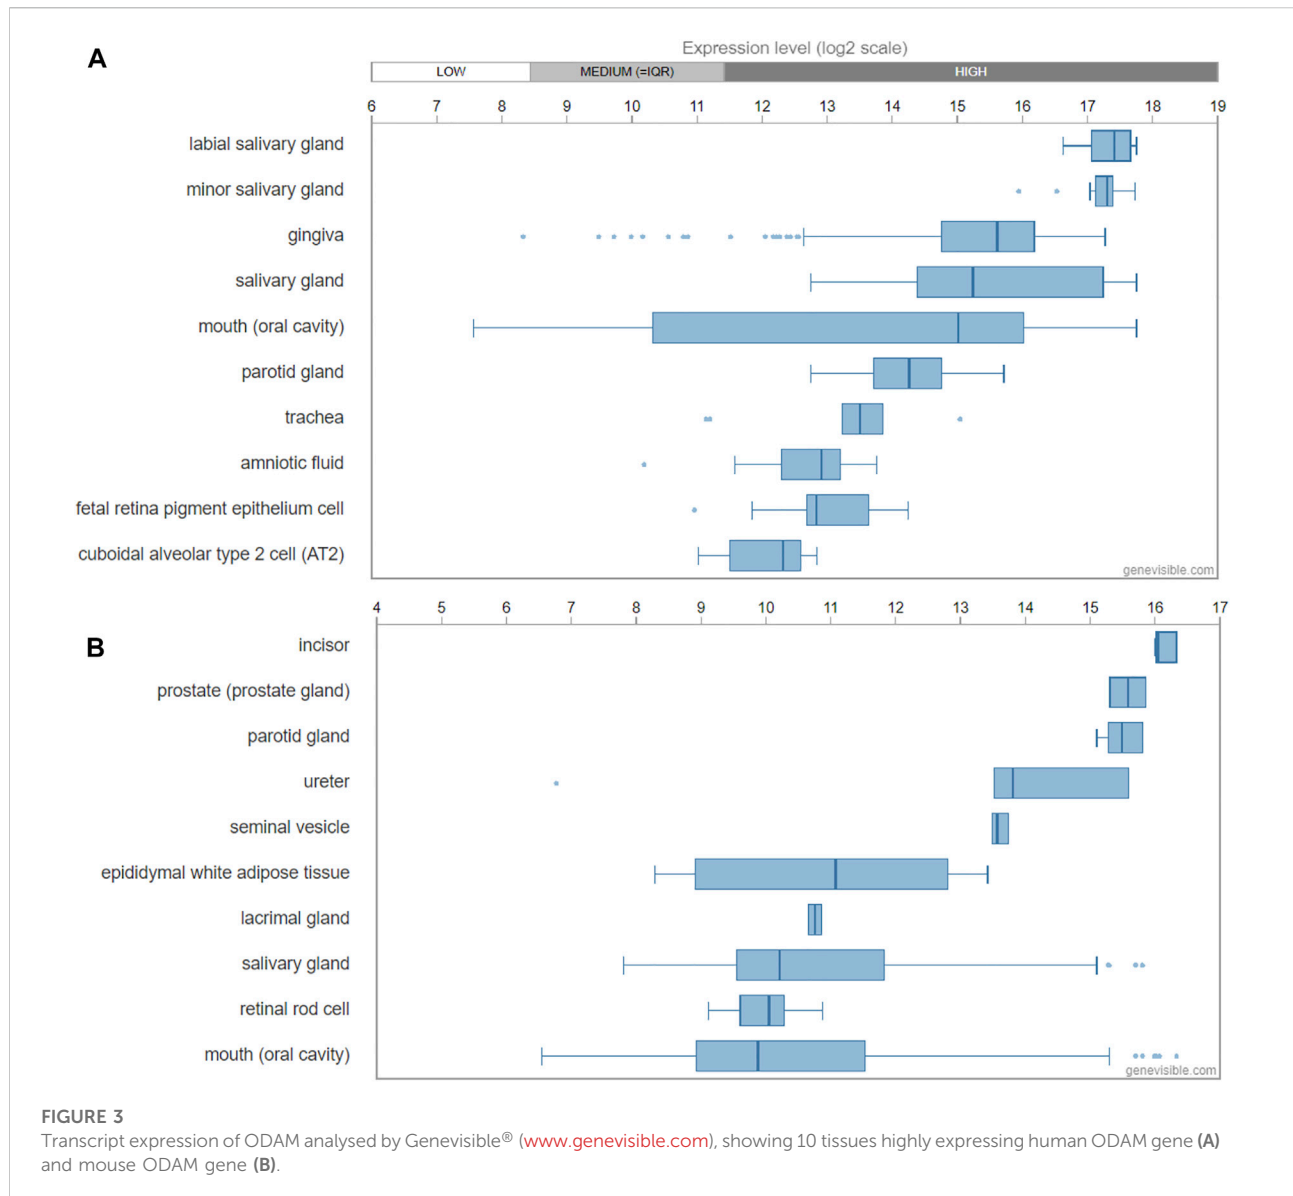 A
Expression level (log2 scale)
LOW MEDIUM (=IQR) HIGH
6 7 8 9 10 11 12 13 14 15 16 17 18 19
labial salivary gland
minor salivary gland
gingiva
salivary gland
mouth (oral cavity)
parotid gland
trachea
amniotic fluid
fetal retina pigment epithelium cell
cuboidal alveolar type 2 cell (AT2)
genevisible.com
4 5 6 7 8 9 10 11 12 13 14 15 16 17
B
incisor
prostate (prostate gland)
parotid gland
ureter
seminal vesicle
epididymal white adipose tissue
lacrimal gland
salivary gland
retinal rod cell
mouth (oral cavity)
genevisible.com
FIGURE 3
Transcript expression of ODAM analysed by Genevisible® (www.genevisible.com), showing 10 tissues highly expressing human ODAM gene (A)
and mouse ODAM gene (B).